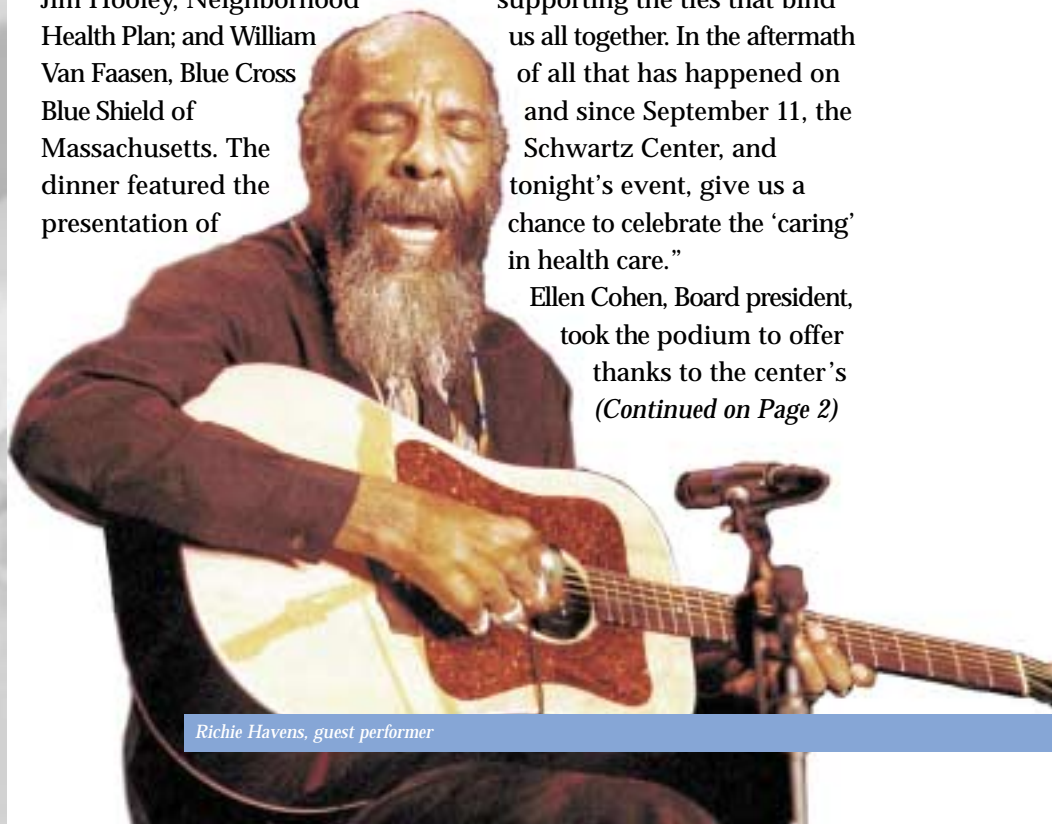 Jim Hooley, Neighborhood
Health Plan; and William
Van Faasen, Blue Cross
Blue Shield of
Massachusetts. The
dinner featured the
presentation of
supporting the ties that bind
us all together. In the aftermath
of all that has happened on
and since September 11, the
Schwartz Center, and
tonight’s event, give us a
chance to celebrate the ‘caring’
in health care.”
Ellen Cohen, Board president,
took the podium to offer
thanks to the center’s
(Continued on Page 2)
Richie Havens, guest performer